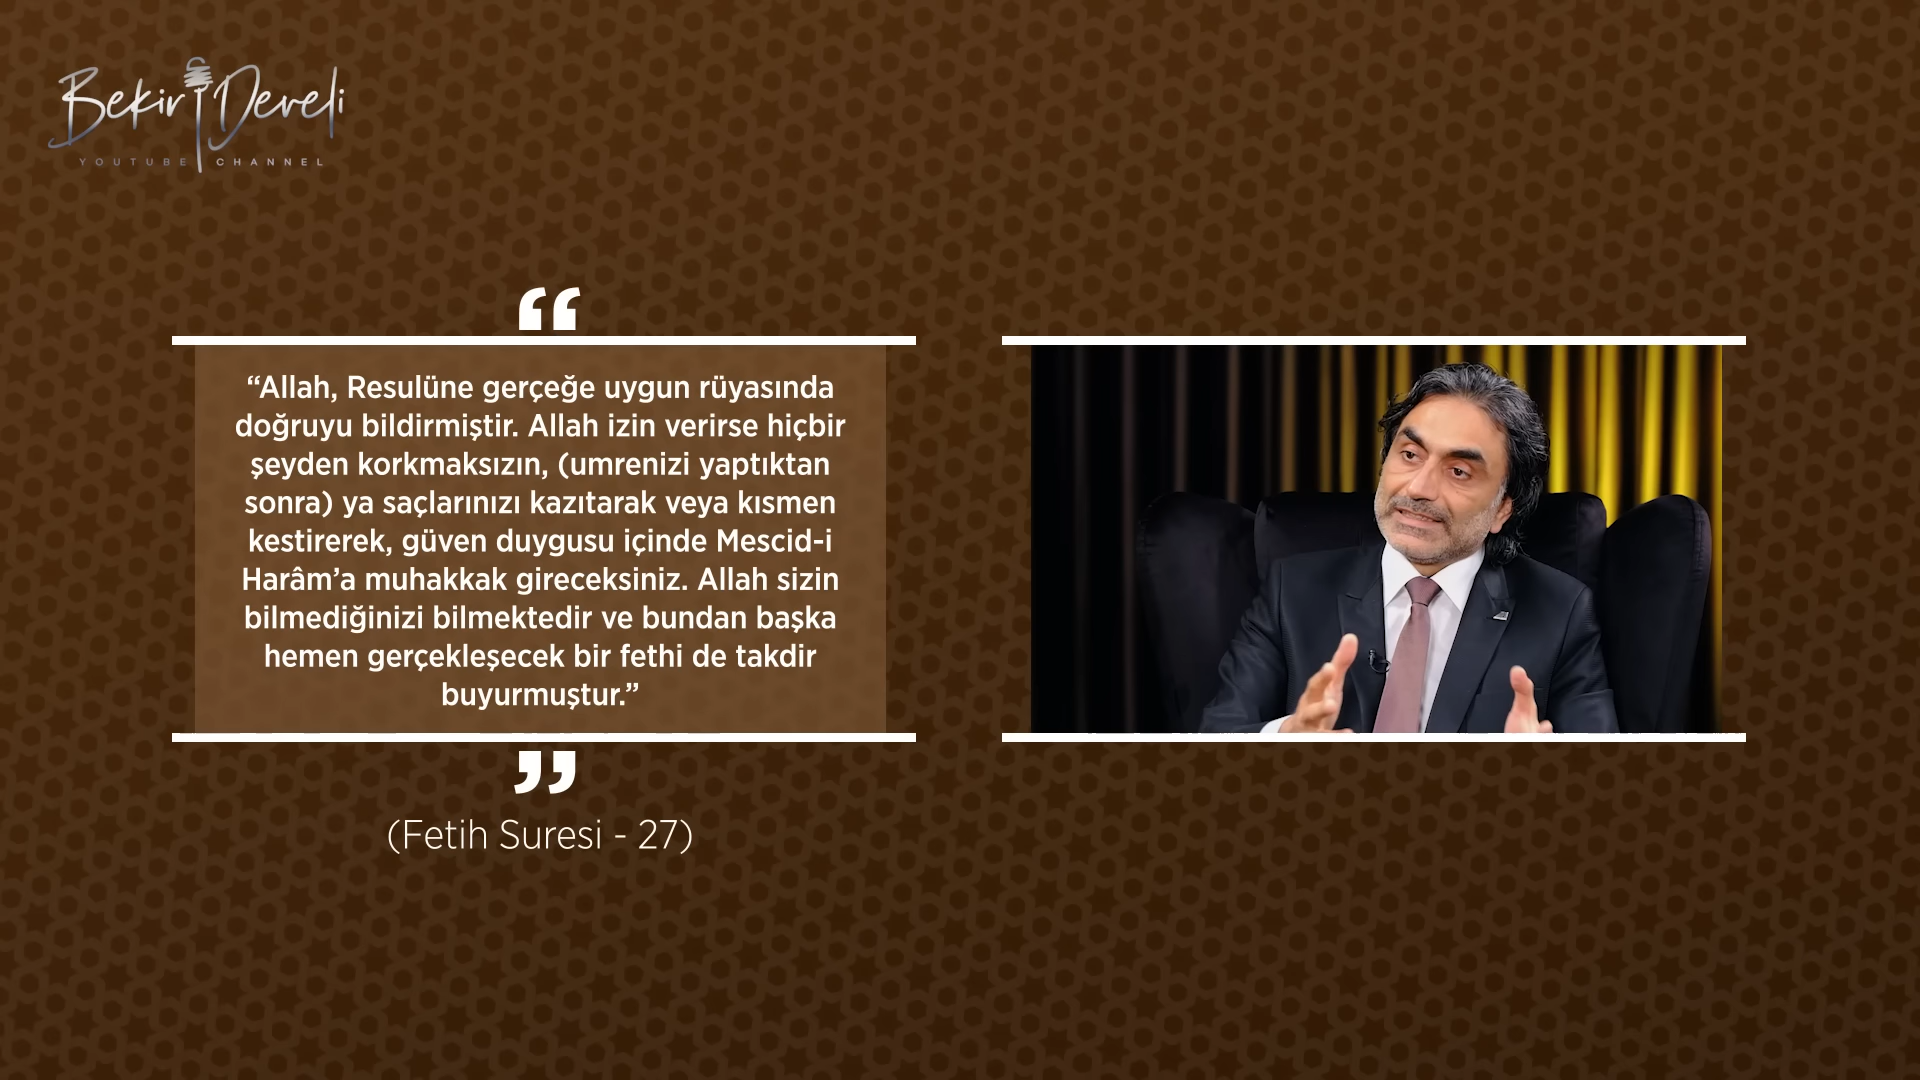 Bekir Develi
YOUTUBE CHANNEL
“Allah, Resulüne gerçeğe uygun rüyasında
doğruyu bildirmiştir. Allah izin verirse hiçbir
şeyden korkmaksızın, (umrenizi yaptıktan
sonra) ya saçlarınızı kazıtarak veya kısmen
kestirerek, güven duygusu içinde Mescid-i
Harâm’a muhakkak gireceksiniz. Allah sizin
bilmediğinizi bilmektedir ve bundan başka
hemen gerçekleşecek bir fethi de takdir
buyurmuştur.”
(Fetih Suresi - 27)